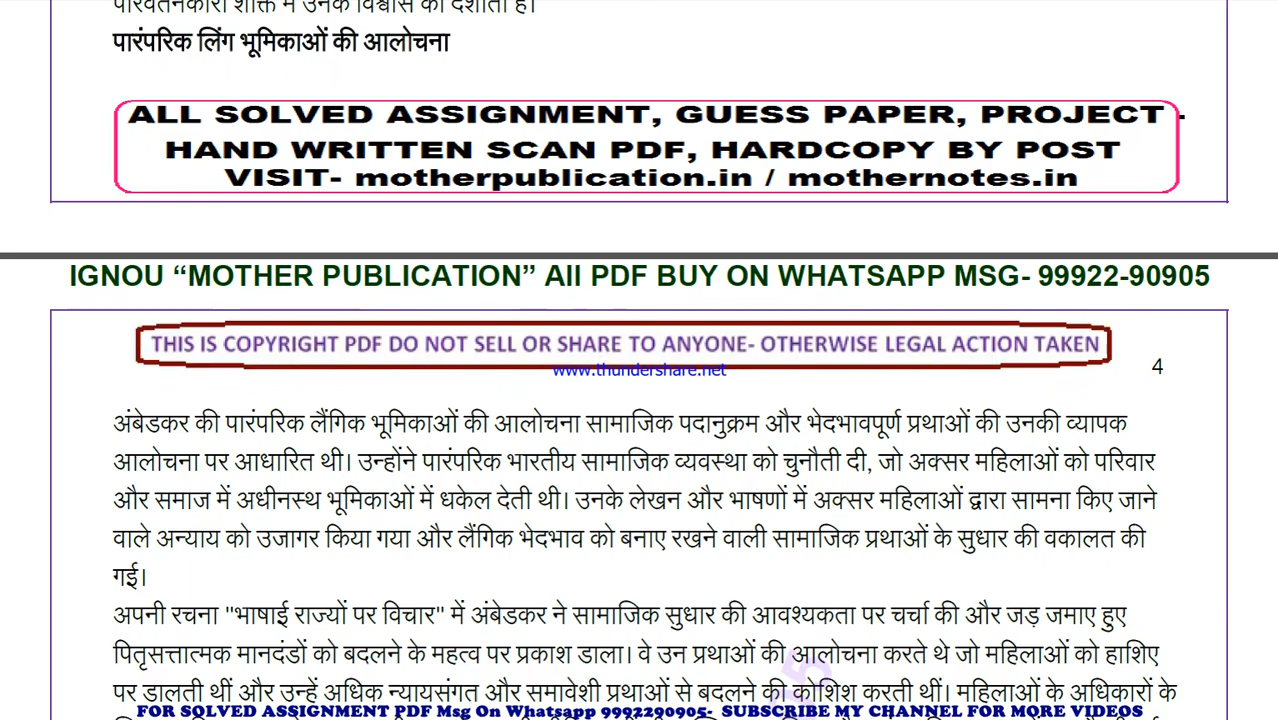 परिवर्तनकारी शक्ति में उनके विश्वास को दर्शाता है।
पारंपरिक लिंग भूमिकाओं की आलोचना
ALL SOLVED ASSIGNMENT, GUESS PAPER, PROJECT -
HAND WRITTEN SCAN PDF, HARDCOPY BY POST
VISIT- motherpublication.in / mothernotes.in
IGNOU “MOTHER PUBLICATION” All PDF BUY ON WHATSAPP MSG- 99922-90905
THIS IS COPYRIGHT PDF DO NOT SELL OR SHARE TO ANYONE- OTHERWISE LEGAL ACTION TAKEN
www.thundershare.net
4
अंबेडकर की पारंपरिक लैंगिक भूमिकाओं की आलोचना सामाजिक पदानुक्रम और भेदभावपूर्ण प्रथाओं की उनकी व्यापक
आलोचना पर आधारित थी। उन्होंने पारंपरिक भारतीय सामाजिक व्यवस्था को चुनौती दी, जो अक्सर महिलाओं को परिवार
और समाज में अधीनस्थ भूमिकाओं में धकेल देती थी। उनके लेखन और भाषणों में अक्सर महिलाओं द्वारा सामना किए जाने
वाले अन्याय को उजागर किया गया और लैंगिक भेदभाव को बनाए रखने वाली सामाजिक प्रथाओं के सुधार की वकालत की
गई।
अपनी रचना "भाषाई राज्यों पर विचार" में अंबेडकर ने सामाजिक सुधार की आवश्यकता पर चर्चा की और जड़ जमाए हुए
पितृसत्तात्मक मानदंडों को बदलने के महत्व पर प्रकाश डाला। वे उन प्रथाओं की आलोचना करते थे जो महिलाओं को हाशिए
पर डालती थीं और उन्हें अधिक न्यायसंगत और समावेशी प्रथाओं से बदलने की कोशिश करती थीं। महिलाओं के अधिकारों के
FOR SOLVED ASSIGNMENT PDF Msg On Whatsapp 9992290905- SUBSCRIBE MY CHANNEL FOR MORE VIDEOS